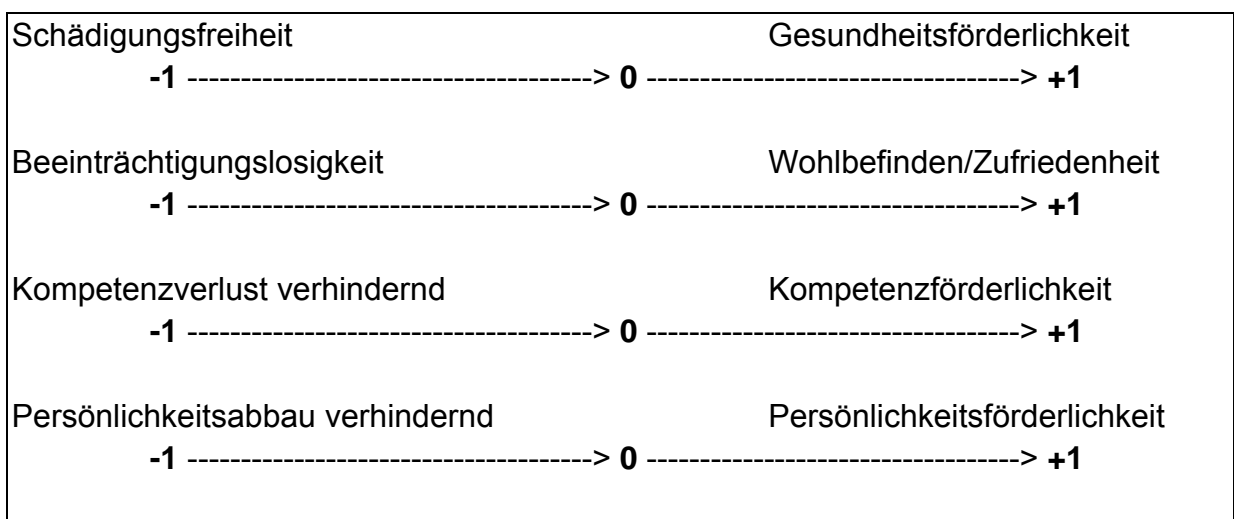 Schädigungsfreiheit Gesundheitsförderlichkeit
-1 -------------------------------------> 0 ----------------------------------> +1
Beeinträchtigungslosigkeit Wohlbefinden/Zufriedenheit
-1 -------------------------------------> 0 ----------------------------------> +1
Kompetenzverlust verhindernd Kompetenzförderlichkeit
-1 -------------------------------------> 0 ----------------------------------> +1
Persönlichkeitsabbau verhindernd Persönlichkeitsförderlichkeit
-1 -------------------------------------> 0 ----------------------------------> +1